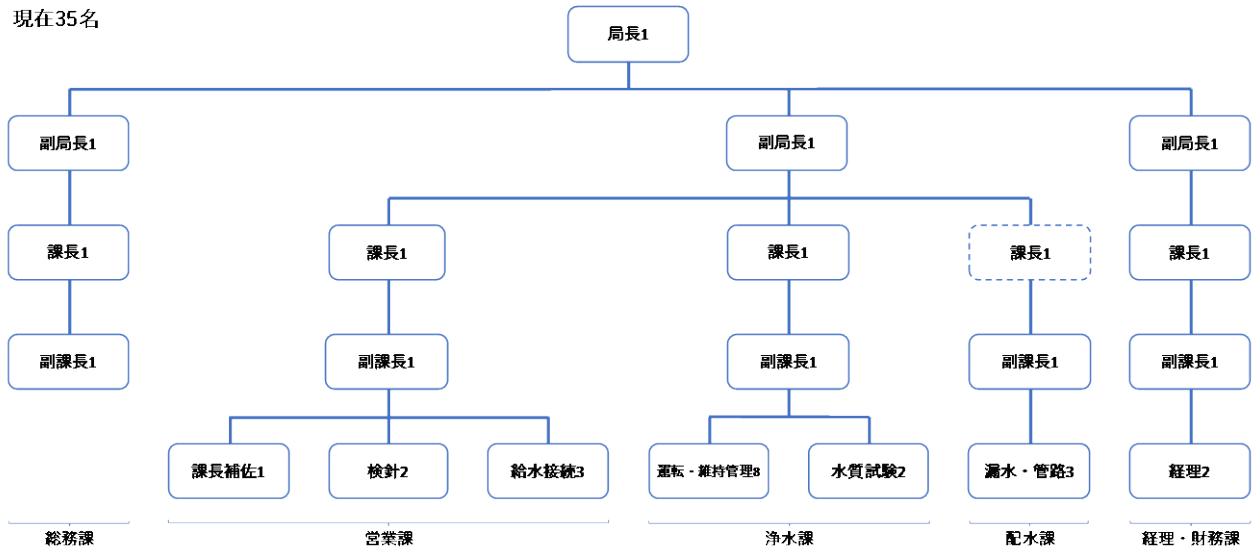 現在35名
局長1
副局長1
副局長1
副局長1
課長1
課長1
課長1
課長1
課長1
副課長1
副課長1
副課長1
副課長1
副課長1
課長補佐1
検針2
給水接続3
運転・維持管理8
水質試験2
漏水・管路3
経理2
総務課
営業課
浄水課
配水課
経理・財務課